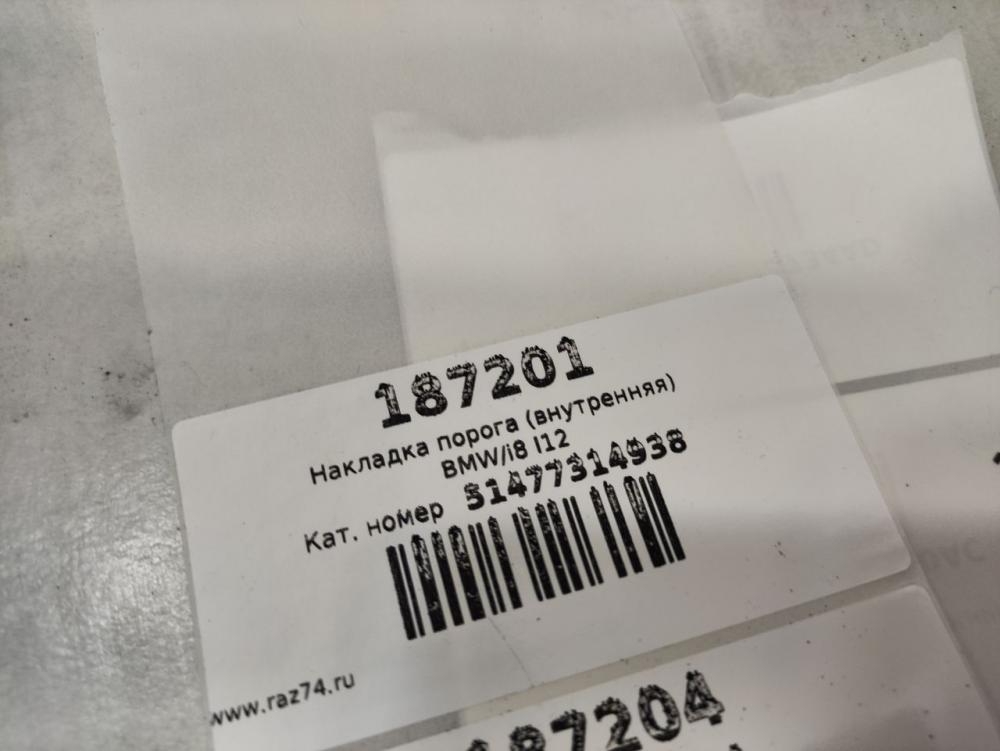 187201
Накладка порога (внутренняя)
BMW/i8 I12
Кат. номер 51477314938
www.raz74.ru
187204